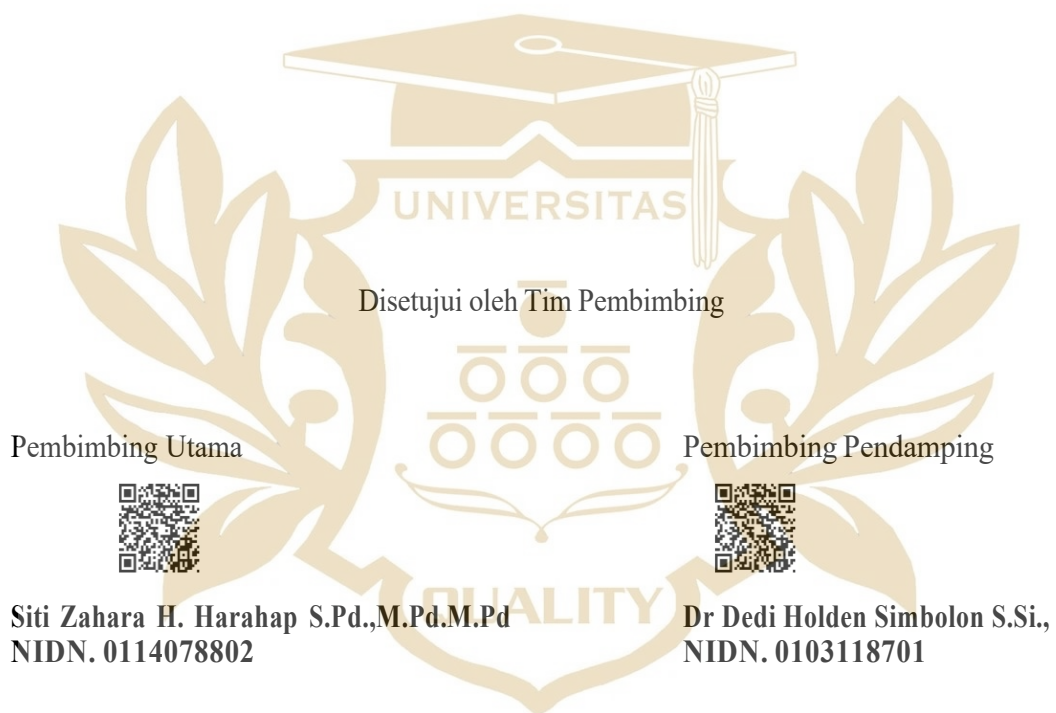 UNIVERSITAS
Disetujui oleh Tim Pembimbing
Pembimbing Utama
Pembimbing Pendamping
Siti Zahara H. Harahap S.Pd.,M.Pd.M.Pd
NIDN. 0114078802
Dr Dedi Holden Simbolon S.Si.,
NIDN. 0103118701
QUALITY